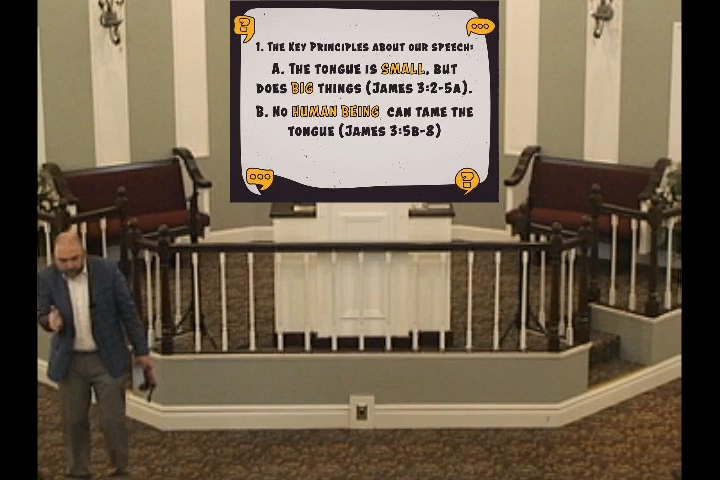 1. The Key Principles about our speech:
A. The tongue is small, but
does big things (James 3:2-5a).
B. No human being can tame the
tongue (James 3:5b-8)